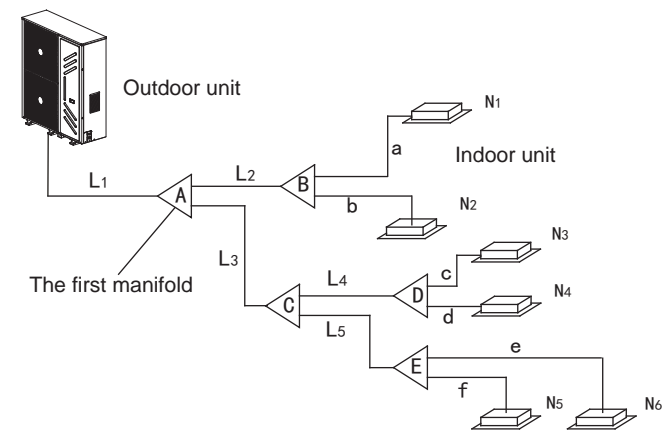 Outdoor unit
N1
a
Indoor unit
L1
A
L2
B
b
N2
L3
The first manifold
N3
c
L4
D
C
d
N4
L5
e
E
f
N5
N6